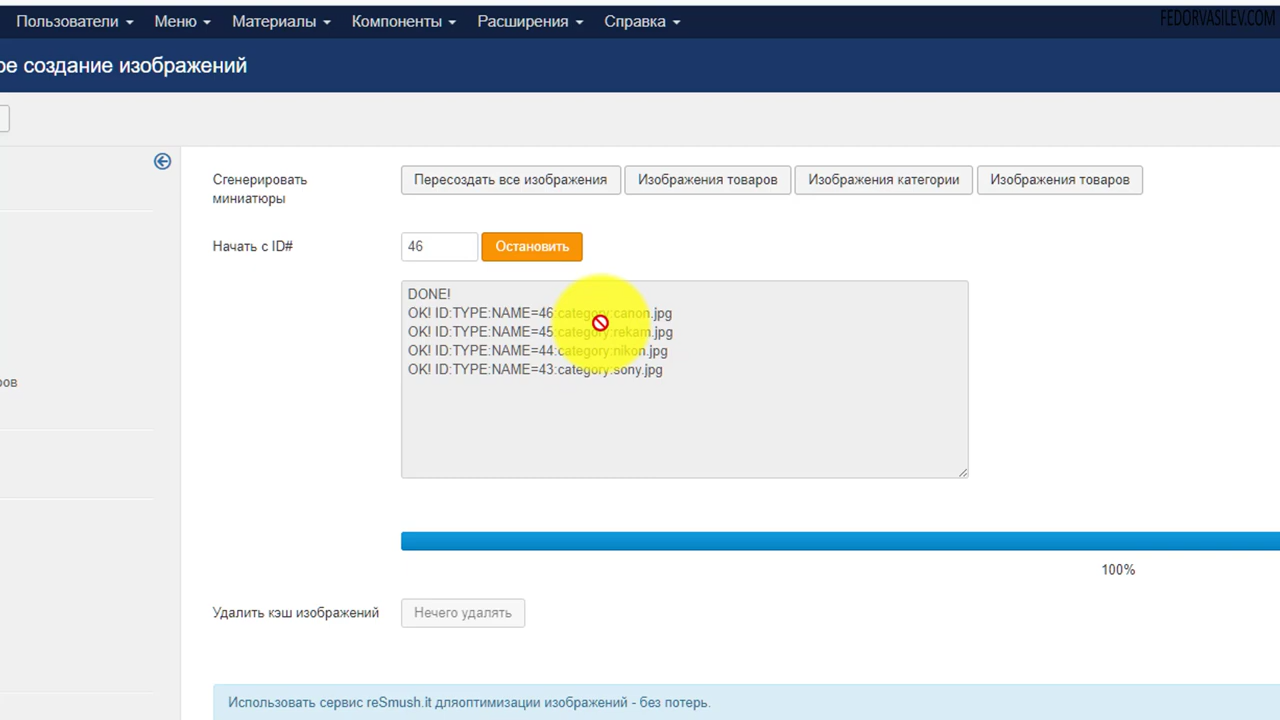 FEDORVASILEV.COM
Пользователи Меню Материалы Компоненты Расширения Справка
ое создание изображений
Сгенерировать
миниатюры
Пересоздать все изображения Изображения товаров Изображения категории Изображения товаров
Начать с ID# 46 Остановить
DONE!
OK! ID:TYPE:NAME=46:category:canon.jpg
OK! ID:TYPE:NAME=45:category:rekam.jpg
OK! ID:TYPE:NAME=44:category:nikon.jpg
OK! ID:TYPE:NAME=43:category:sony.jpg
ров
100%
Удалить кэш изображений Нечего удалять
Использовать сервис reSmush.it дляоптимизации изображений - без потерь.